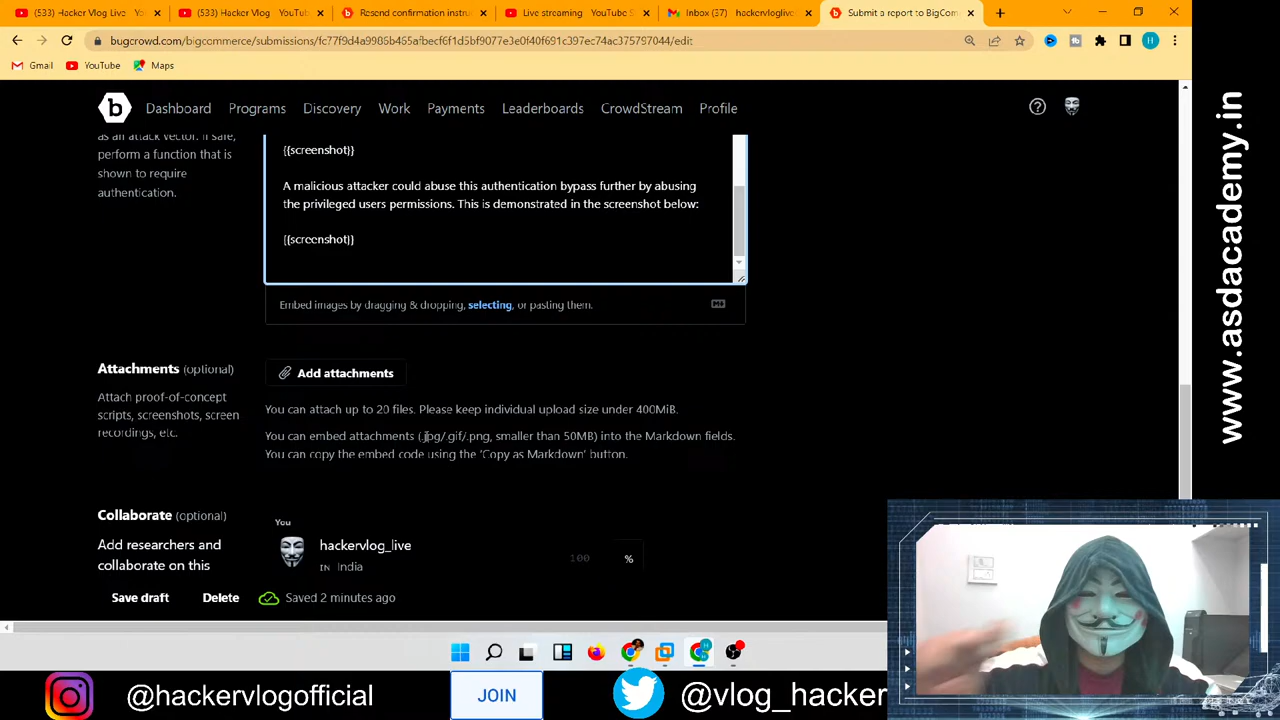 (533) Hacker Vlog Live - Yo
(533) Hacker Vlog - YouTub
Resend confirmation instru
Live streaming - YouTube S
Inbox (37) - hackervloglive
Submit a report to BigCom
bugcrowd.com/bigcommerce/submissions/fc77f9d4a9986b455afbecf6f1d5bf9077e3e0f40f691c397ec74ac375797044/edit
H
Gmail
YouTube
Maps
b
Dashboard
Programs
Discovery
Work
Payments
Leaderboards
CrowdStream
Profile
as an attack vector. If safe,
perform a function that is
shown to require
authentication.
{{screenshot}}
A malicious attacker could abuse this authentication bypass further by abusing
the privileged users permissions. This is demonstrated in the screenshot below:
{{screenshot}}
Embed images by dragging & dropping, selecting, or pasting them.
Attachments (optional)
Attach proof-of-concept
scripts, screenshots, screen
recordings, etc.
Add attachments
You can attach up to 20 files. Please keep individual upload size under 400MiB.
You can embed attachments (.jpg/.gif/.png, smaller than 50MB) into the Markdown fields.
You can copy the embed code using the 'Copy as Markdown' button.
Collaborate (optional)
Add researchers and
collaborate on this
You
hackervlog_live
IN India
100
%
Save draft
Delete
Saved 2 minutes ago
www.asdacademy.in
@hackervlogofficial
JOIN
@vlog_hacker